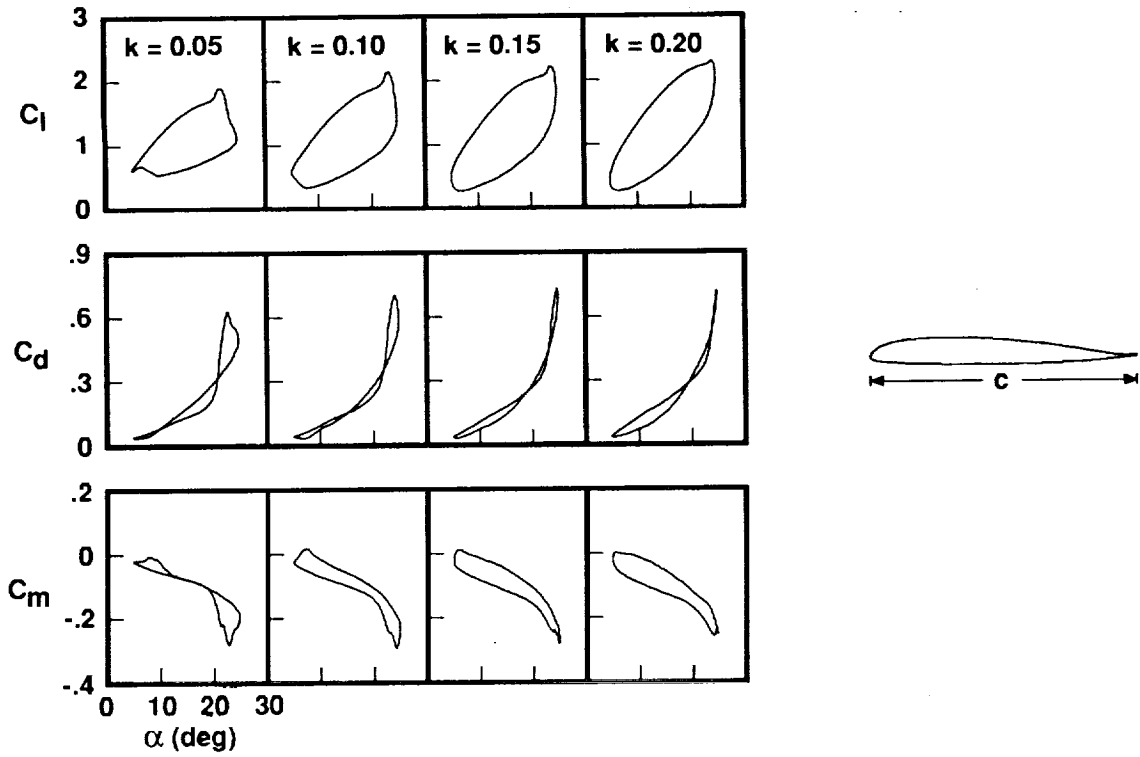 3
2
1
0
C_l
k = 0.05
k = 0.10
k = 0.15
k = 0.20
.9
.6
.3
0
C_d
C
.2
0
-.2
-.4
C_m
0 10 20 30
α (deg)